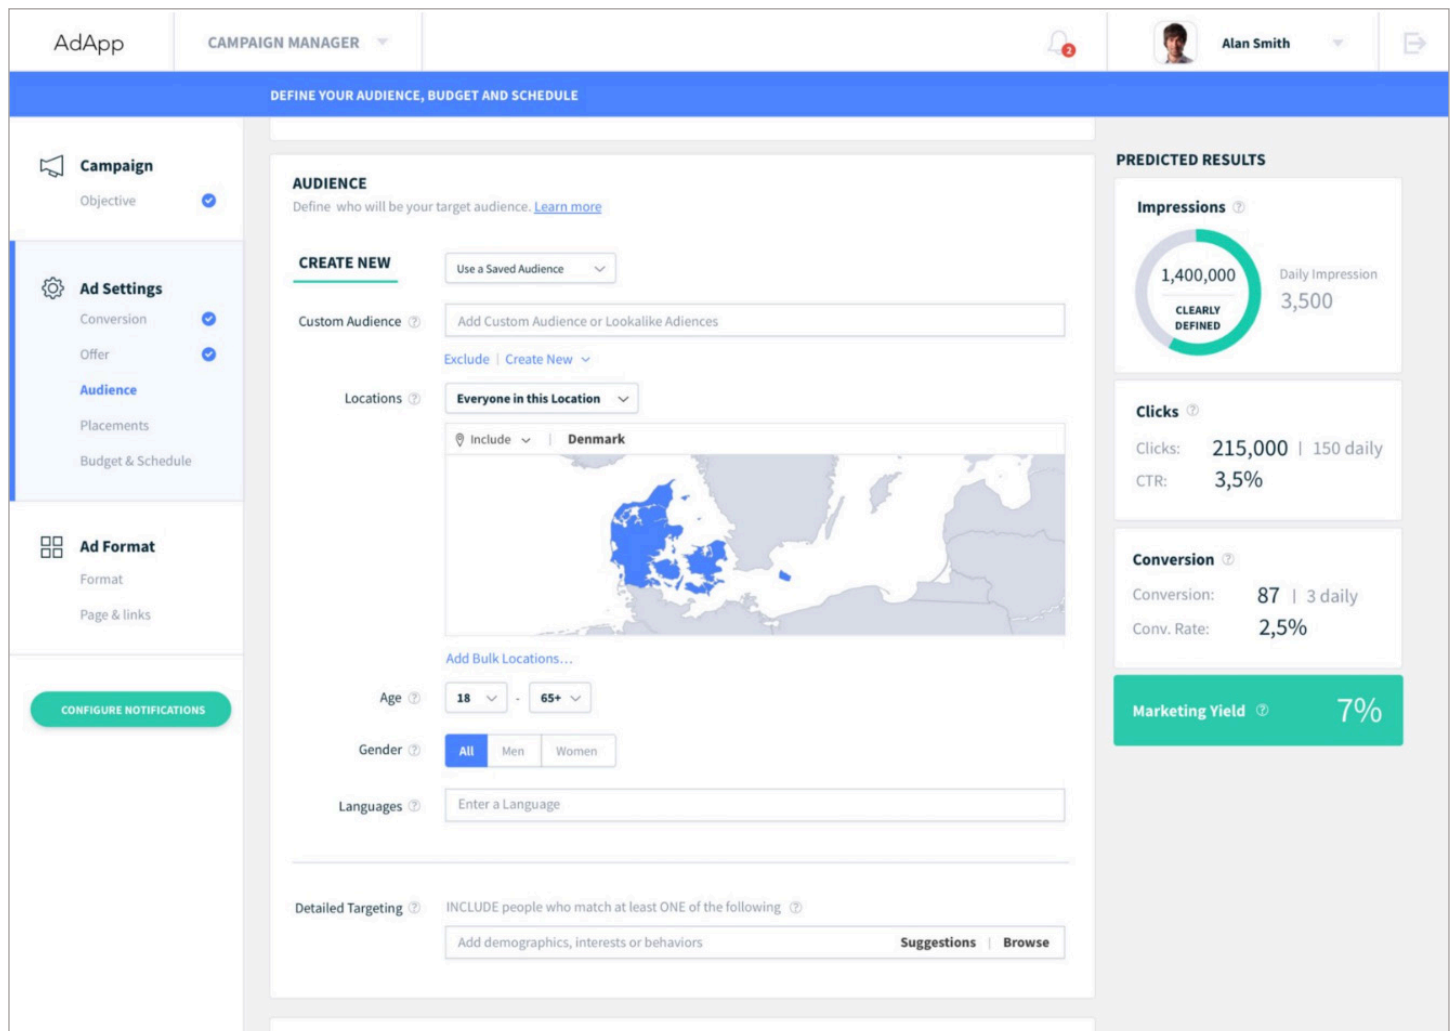 AdApp
CAMPAIGN MANAGER
2
Alan Smith
DEFINE YOUR AUDIENCE, BUDGET AND SCHEDULE
Campaign
Objective
Ad Settings
Conversion
Offer
Audience
Placements
Budget & Schedule
Ad Format
Format
Page & links
CONFIGURE NOTIFICATIONS
AUDIENCE
Define who will be your target audience. Learn more
CREATE NEW
Use a Saved Audience
Custom Audience ?
Add Custom Audience or Lookalike Adiences
Exclude | Create New
Locations ?
Everyone in this Location
Include | Denmark
Add Bulk Locations...
Age ?
18 - 65+
Gender ?
All Men Women
Languages ?
Enter a Language
Detailed Targeting ?
INCLUDE people who match at least ONE of the following ?
Add demographics, interests or behaviors
Suggestions | Browse
PREDICTED RESULTS
Impressions ?
1,400,000
CLEARLY
DEFINED
Daily Impression
3,500
Clicks ?
Clicks: 215,000 | 150 daily
CTR: 3,5%
Conversion ?
Conversion: 87 | 3 daily
Conv. Rate: 2,5%
Marketing Yield ? 7%